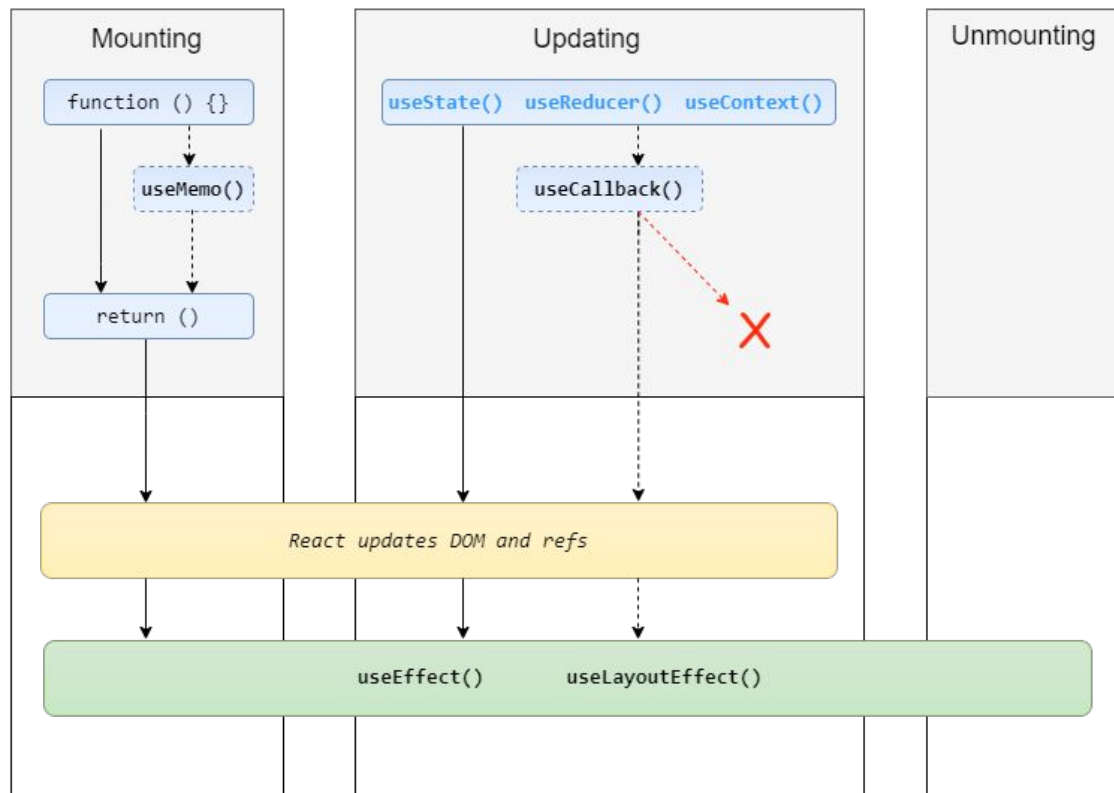 Mounting
Updating
Unmounting
function () {}
useState() useReducer() useContext()
useMemo()
useCallback()
return ()
React updates DOM and refs
useEffect() useLayoutEffect()